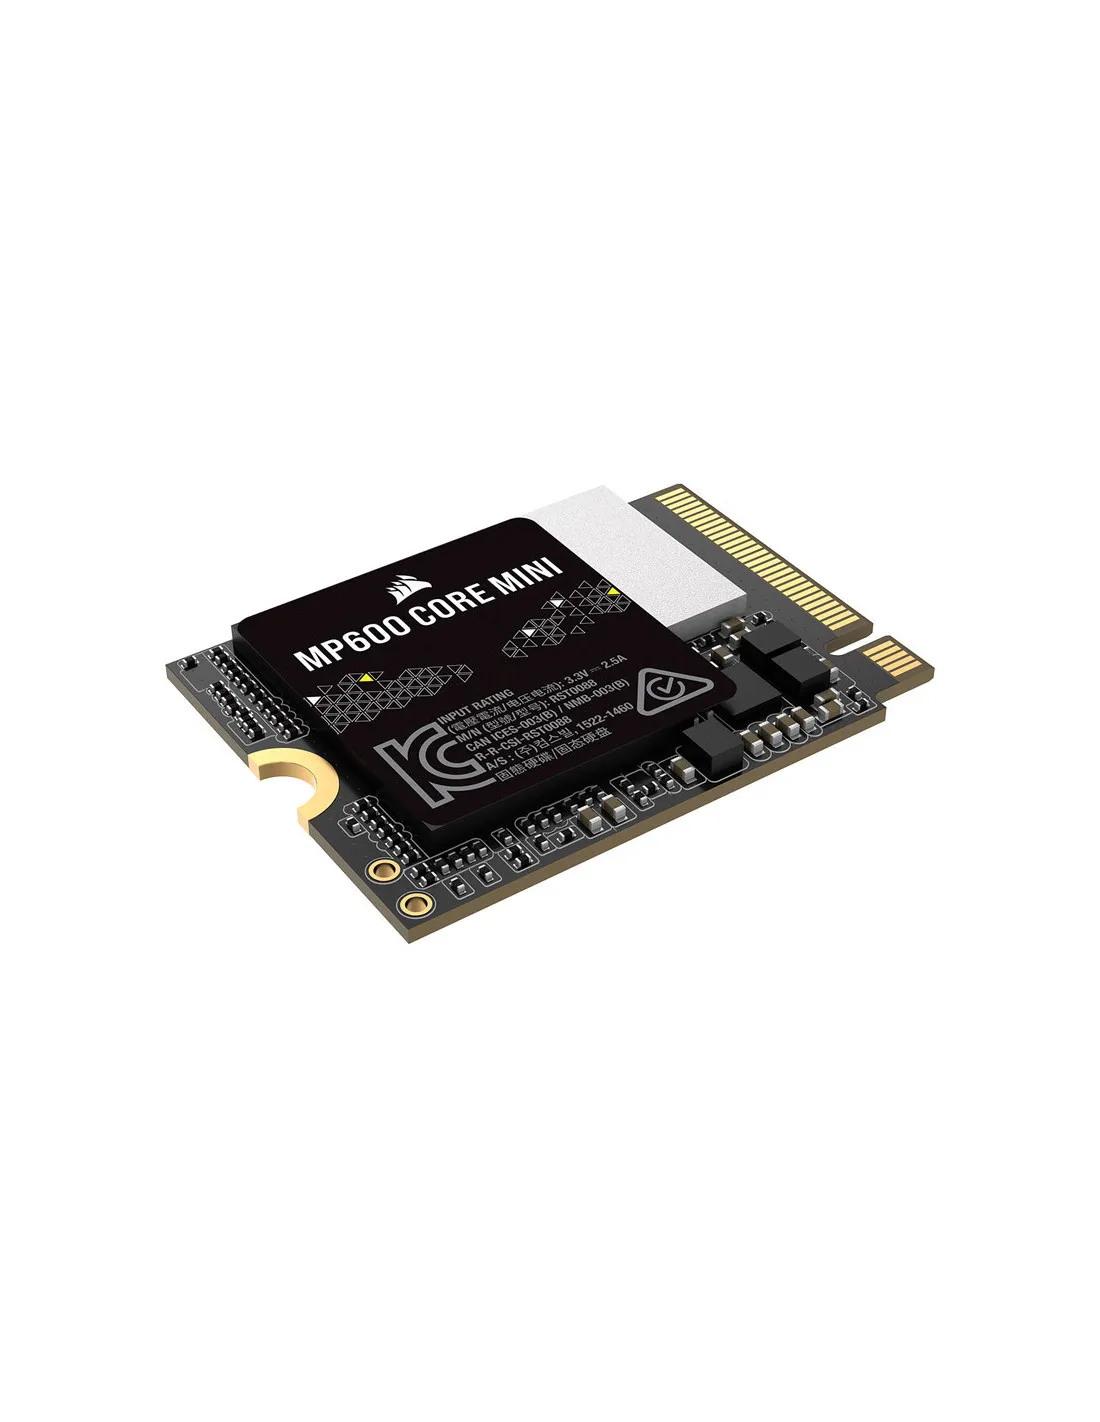 MP600 CORE MINI
INPUT RATING
(電壓電流/电压电流): 3.3V ⎓ 2.5A
M/N (型號/型号): RST0088
CAN ICES-003(B) / NMB-003(B)
R-R-CSI-RST0088
A/S : (주)컴스빌, 1522-1460
固態硬碟/固态硬盘